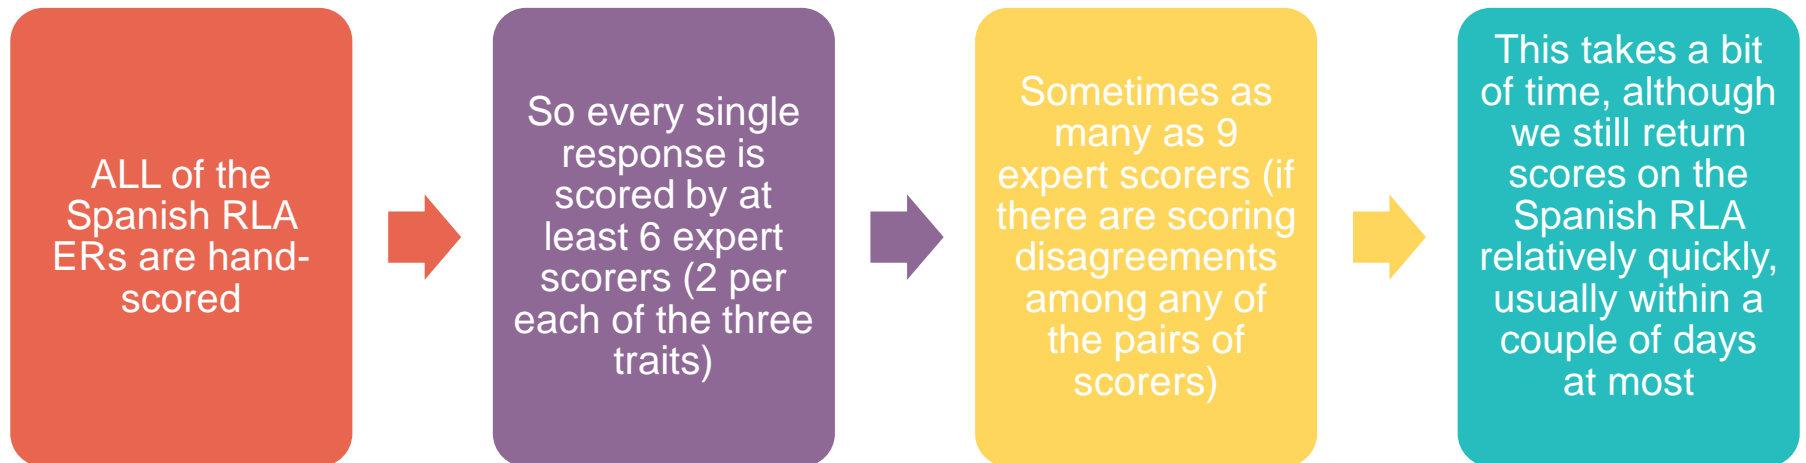 ALL of the
Spanish RLA
ERs are hand-
scored
So every single
response is
scored by at
least 6 expert
scorers (2 per
each of the three
traits)
Sometimes as
many as 9
expert scorers (if
there are scoring
disagreements
among any of
the pairs of
scorers)
This takes a bit
of time, although
we still return
scores on the
Spanish RLA
relatively quickly,
usually within a
couple of days
at most